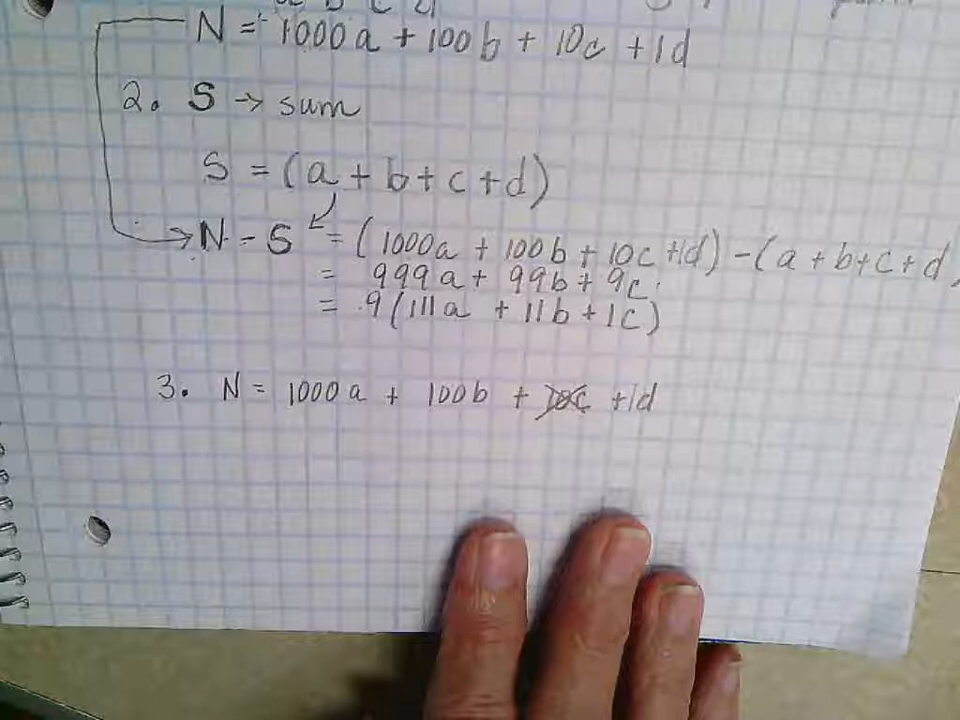 a b c d
N = 1000a + 100b + 10c + 1d
2. S → sum
S = (a + b + c + d)
N - S = (1000a + 100b + 10c + 1d) - (a + b + c + d
= 999a + 99b + 9c
= 9(111a + 11b + 1c)
3. N = 1000a + 100b + 10c + 1d